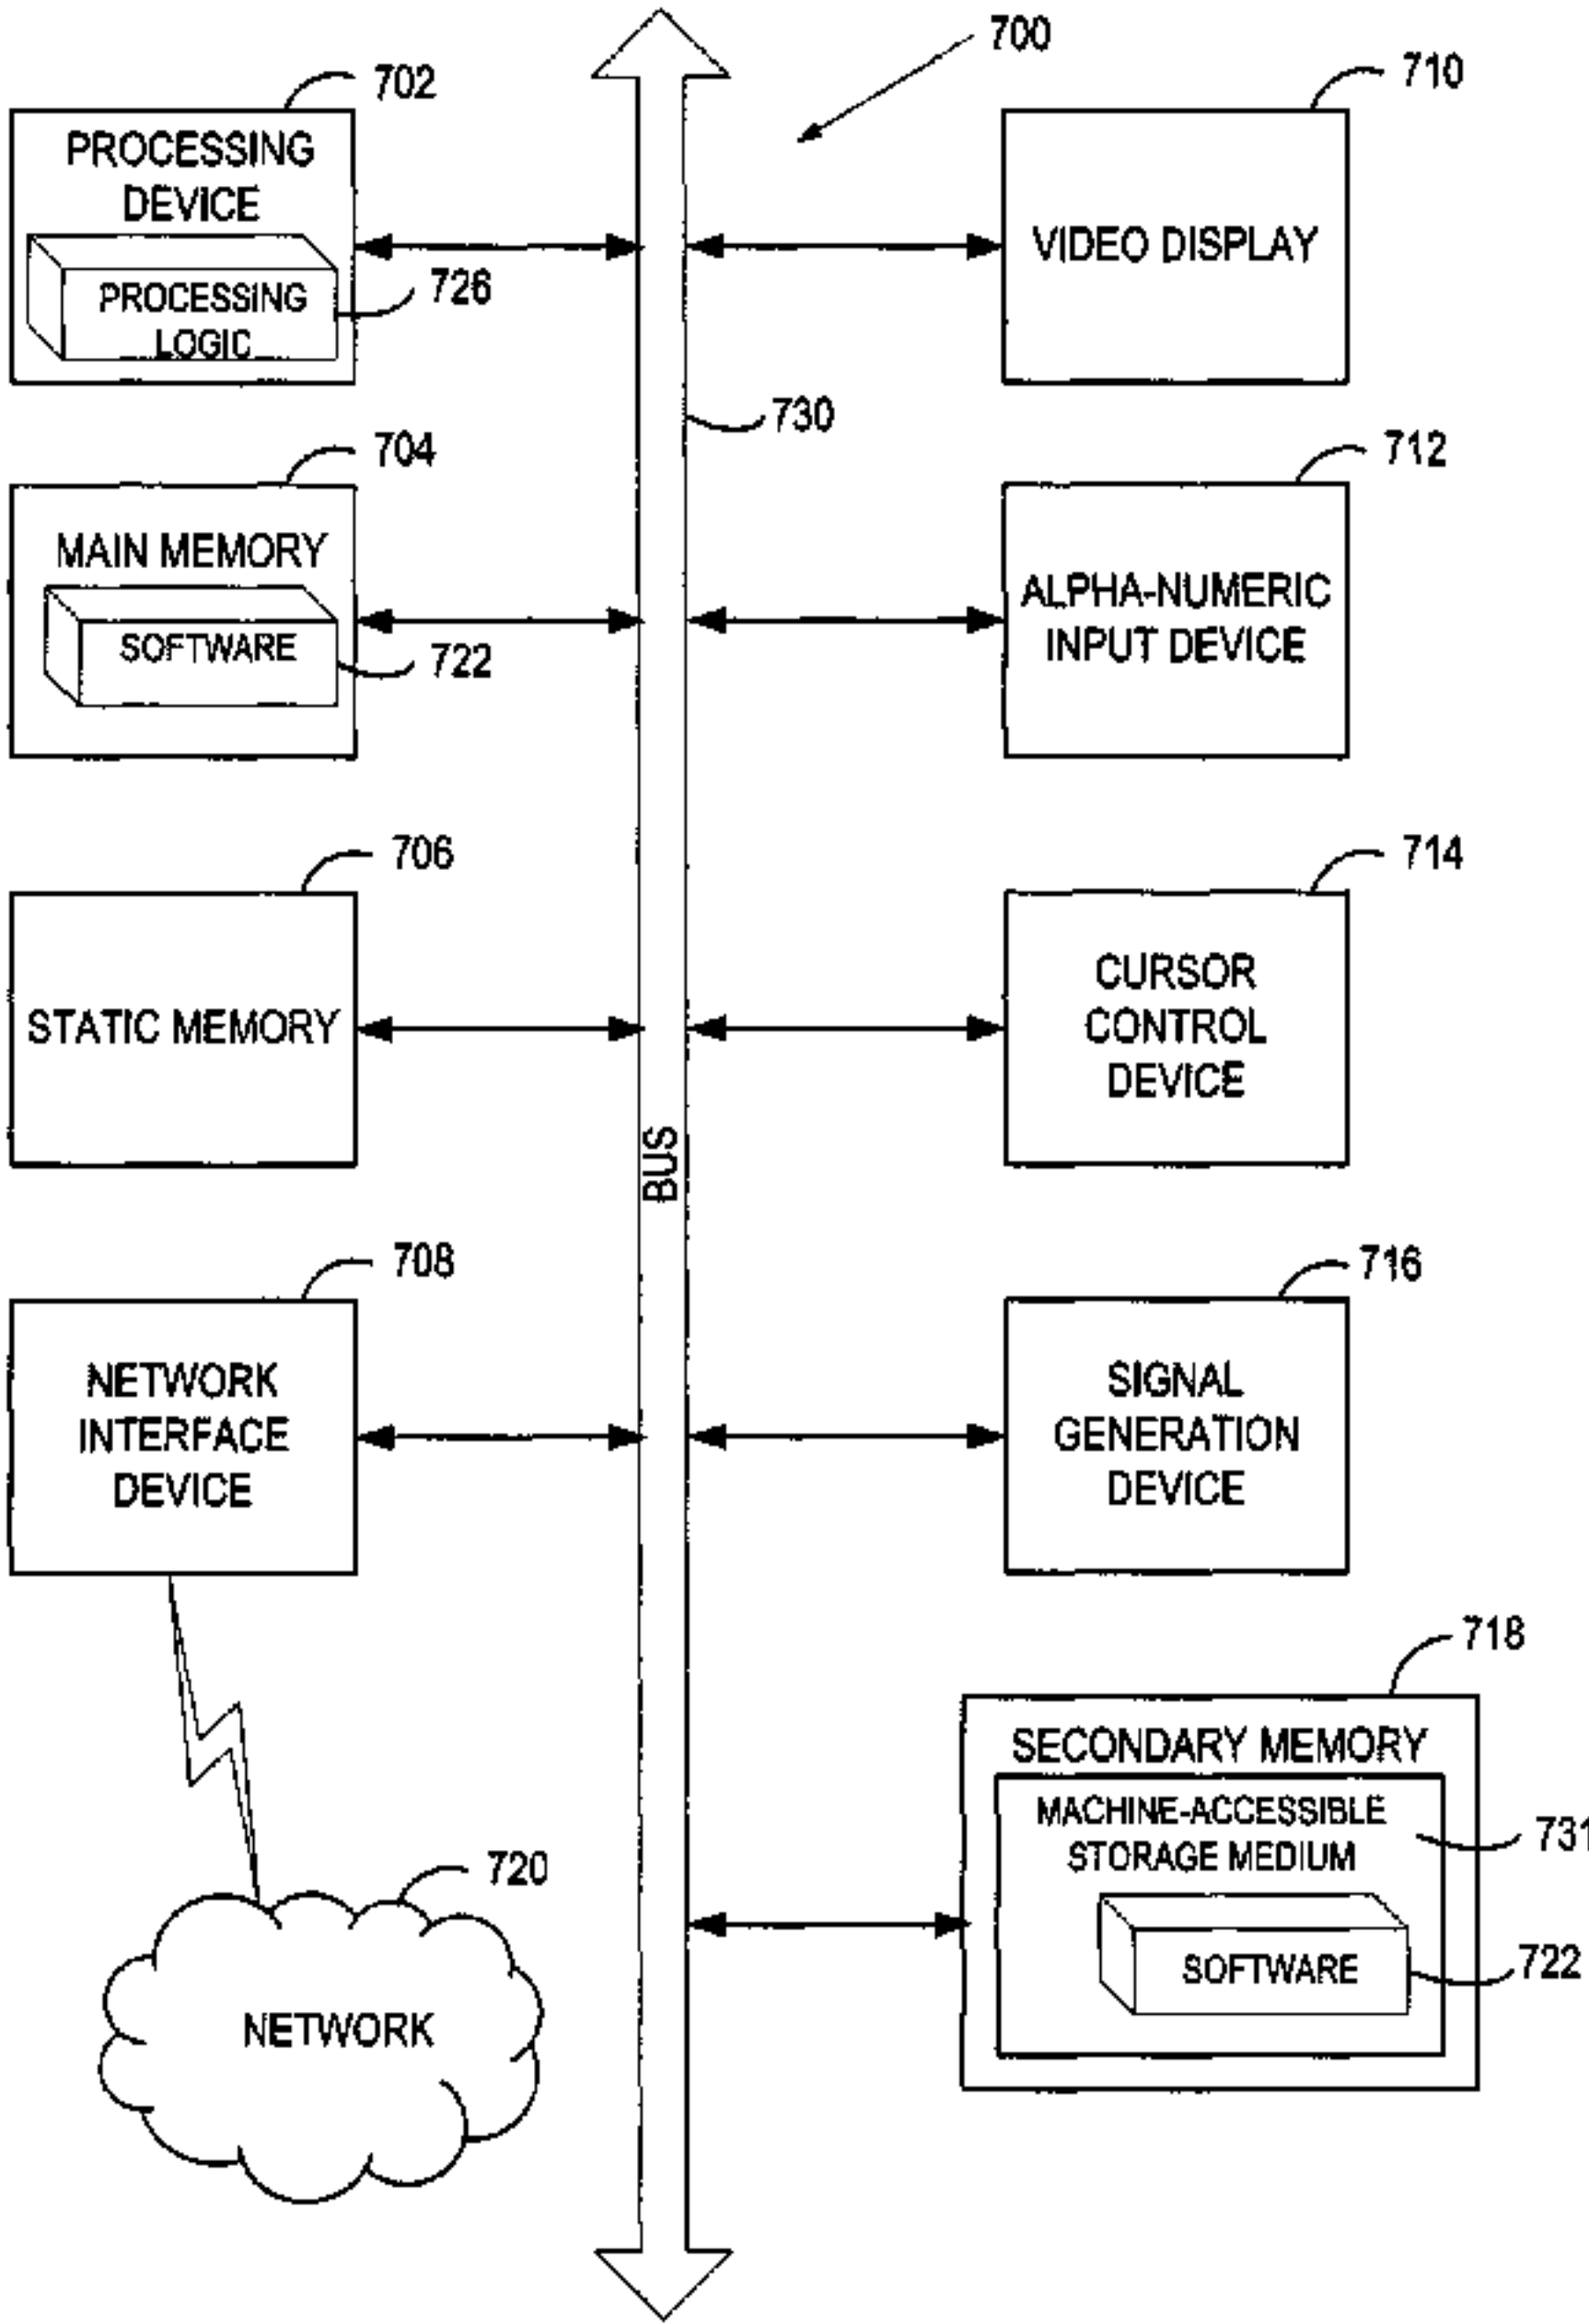 700
702
PROCESSING
DEVICE
PROCESSING
LOGIC
726
710
VIDEO DISPLAY
730
704
MAIN MEMORY
SOFTWARE
722
712
ALPHA-NUMERIC
INPUT DEVICE
706
STATIC MEMORY
714
CURSOR
CONTROL
DEVICE
BUS
708
NETWORK
INTERFACE
DEVICE
716
SIGNAL
GENERATION
DEVICE
718
SECONDARY MEMORY
MACHINE-ACCESSIBLE
STORAGE MEDIUM
731
SOFTWARE
722
720
NETWORK